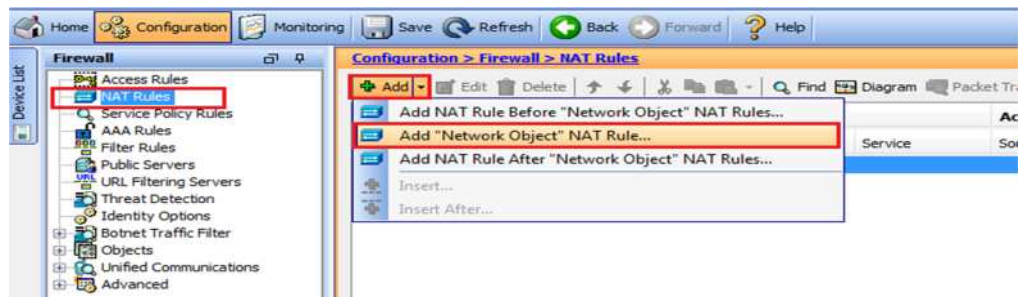 Home Configuration Monitoring Save Refresh Back Forward Help
Device List
Firewall
Access Rules
NAT Rules
Service Policy Rules
AAA Rules
Filter Rules
Public Servers
URL Filtering Servers
Threat Detection
Identity Options
Botnet Traffic Filter
Objects
Unified Communications
Advanced
Configuration > Firewall > NAT Rules
Add Edit Delete Find Diagram Packet Tr
Add NAT Rule Before "Network Object" NAT Rules...
Add "Network Object" NAT Rule...
Add NAT Rule After "Network Object" NAT Rules...
Insert...
Insert After...
Ac
Service Sou